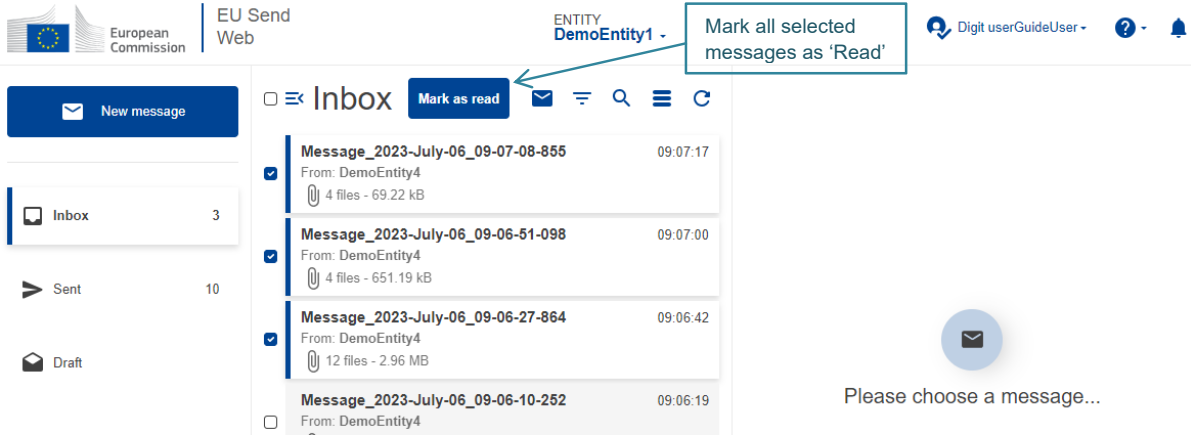 European
Commission
EU Send
Web
ENTITY
DemoEntity1
Mark all selected
messages as ‘Read’
Digit userGuideUser
?
New message
Inbox 3
Sent 10
Draft
Inbox
Mark as read
Message_2023-July-06_09-07-08-855 09:07:17
From: DemoEntity4
4 files - 69.22 kB
Message_2023-July-06_09-06-51-098 09:07:00
From: DemoEntity4
4 files - 651.19 kB
Message_2023-July-06_09-06-27-864 09:06:42
From: DemoEntity4
12 files - 2.96 MB
Message_2023-July-06_09-06-10-252 09:06:19
From: DemoEntity4
Please choose a message...